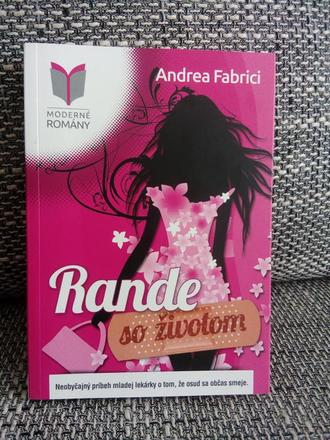 Andrea Fabrici
MODERNÉ
ROMÁNY
Rande
so životom
Neobyčajný príbeh mladej lekárky o tom, že osud sa občas smeje.